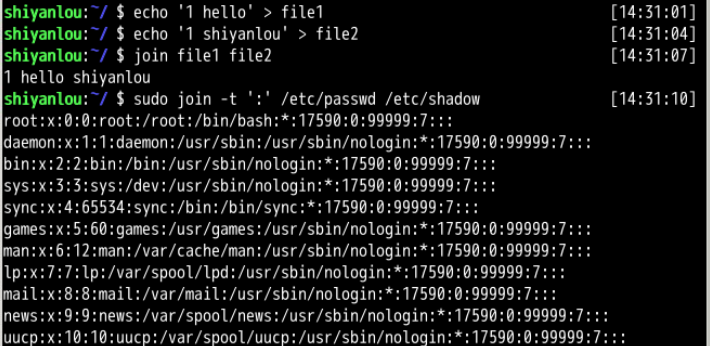 shiyanlou:~/ $ echo '1 hello' > file1 [14:31:01]
shiyanlou:~/ $ echo '1 shiyanlou' > file2 [14:31:04]
shiyanlou:~/ $ join file1 file2 [14:31:07]
1 hello shiyanlou
shiyanlou:~/ $ sudo join -t ':' /etc/passwd /etc/shadow [14:31:10]
root:x:0:0:root:/root:/bin/bash:*:17590:0:99999:7:::
daemon:x:1:1:daemon:/usr/sbin:/usr/sbin/nologin:*:17590:0:99999:7:::
bin:x:2:2:bin:/bin:/usr/sbin/nologin:*:17590:0:99999:7:::
sys:x:3:3:sys:/dev:/usr/sbin/nologin:*:17590:0:99999:7:::
sync:x:4:65534:sync:/bin:/bin/sync:*:17590:0:99999:7:::
games:x:5:60:games:/usr/games:/usr/sbin/nologin:*:17590:0:99999:7:::
man:x:6:12:man:/var/cache/man:/usr/sbin/nologin:*:17590:0:99999:7:::
lp:x:7:7:lp:/var/spool/lpd:/usr/sbin/nologin:*:17590:0:99999:7:::
mail:x:8:8:mail:/var/mail:/usr/sbin/nologin:*:17590:0:99999:7:::
news:x:9:9:news:/var/spool/news:/usr/sbin/nologin:*:17590:0:99999:7:::
uucp:x:10:10:uucp:/var/spool/uucp:/usr/sbin/nologin:*:17590:0:99999:7:::